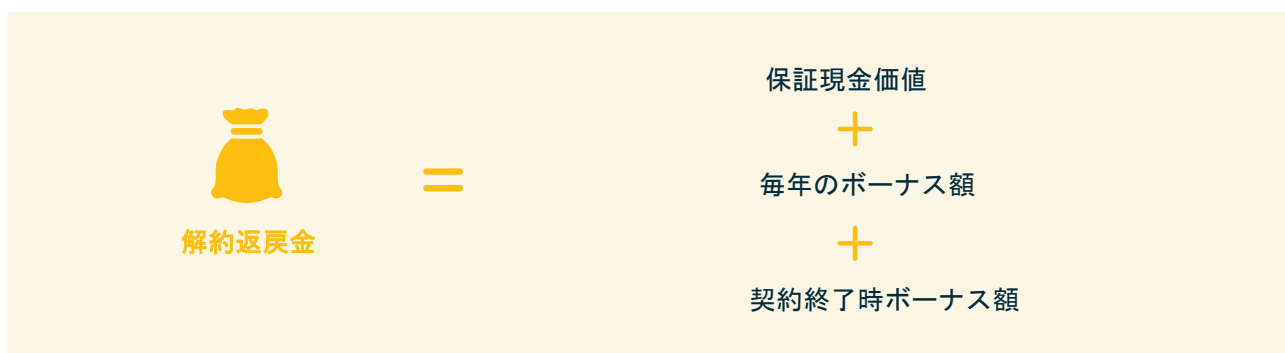 解約返戻金
=
保証現金価値
+
毎年のボーナス額
+
契約終了時ボーナス額